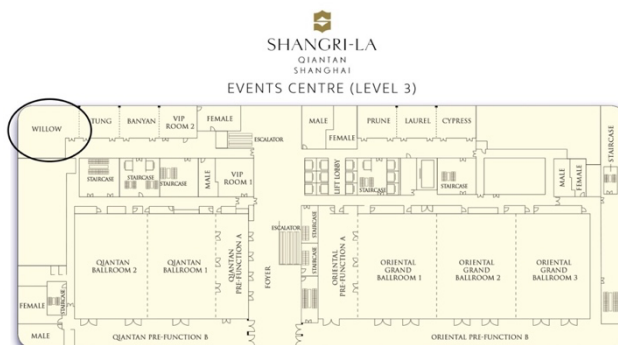 SHANGRI-LA
QIANTAN
SHANGHAI
EVENTS CENTRE (LEVEL 3)
WILLOW
TUNG
BANYAN
VIP
ROOM 2
FEMALE
MALE
FEMALE
PRUNE
LAUREL
CYPRESS
ESCALATOR
STAIRCASE
STAIRCASE
STAIRCASE
STAIRCASE
MALE
VIP
ROOM 1
LIFT LOBBY
STAIRCASE
STAIRCASE
MALE
FEMALE
QIANTAN
BALLROOM 2
QIANTAN
BALLROOM 1
QIANTAN
PRE-FUNCTION A
FOYER
ESCALATOR
STAIRCASE
STAIRCASE
ORIENTAL
PRE-FUNCTION A
ORIENTAL
GRAND
BALLROOM 1
ORIENTAL
GRAND
BALLROOM 2
ORIENTAL
GRAND
BALLROOM 3
FEMALE
STAIRCASE
MALE
QIANTAN PRE-FUNCTION B
ORIENTAL PRE-FUNCTION B